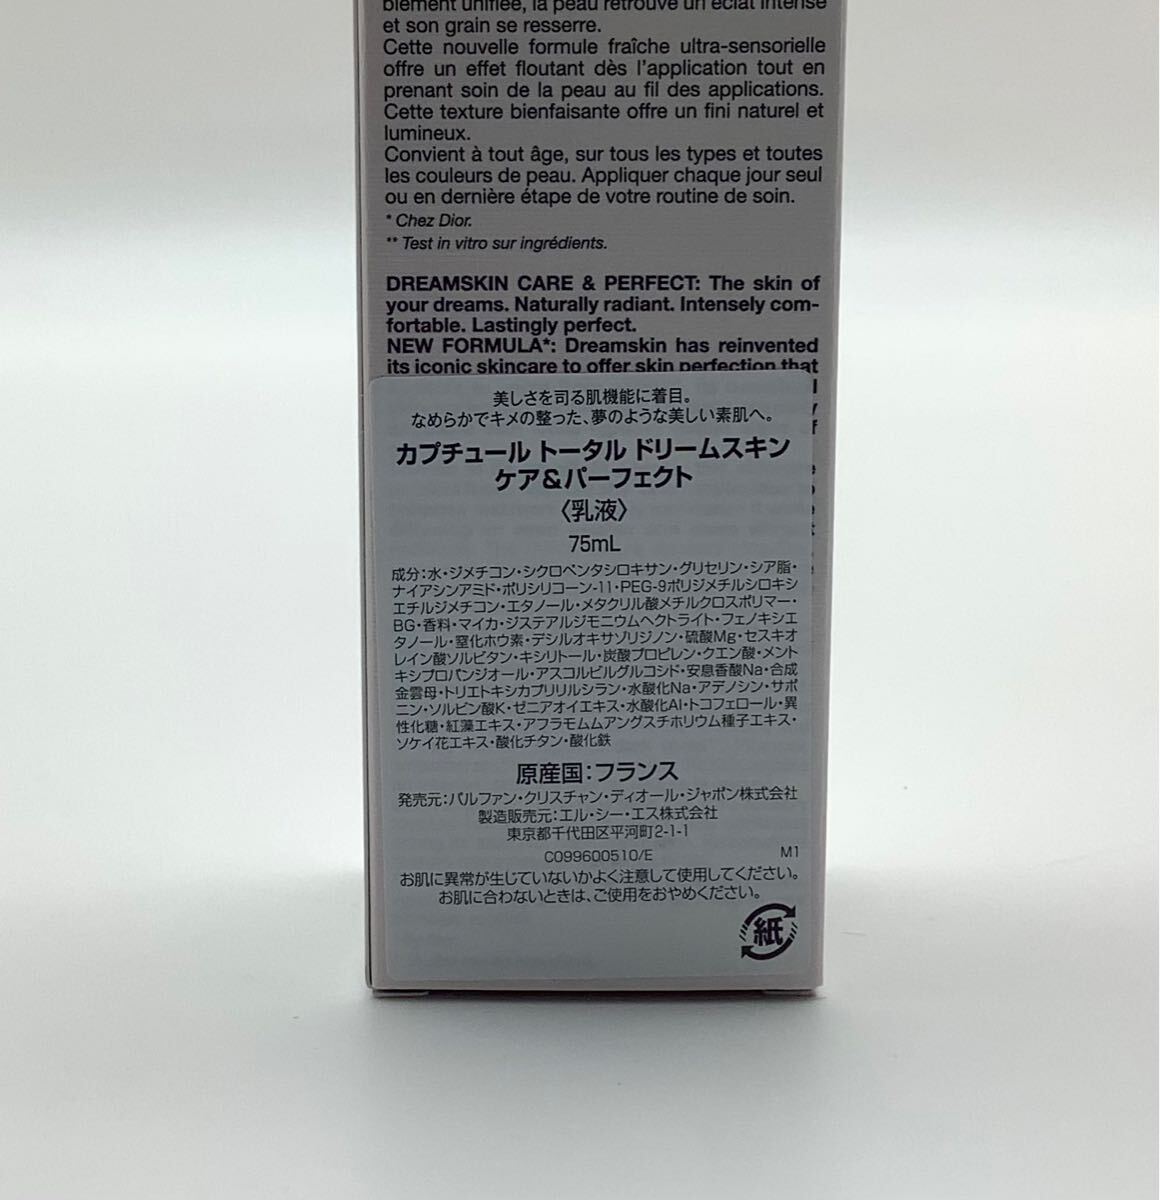 blement unifiée, la peau retrouve un éclat intense
et son grain se resserre.
Cette nouvelle formule fraîche ultra-sensorielle
offre un effet floutant dès l'application tout en
prenant soin de la peau au fil des applications.
Cette texture bienfaisante offre un fini naturel et
lumineux.
Convient à tout âge, sur tous les types et toutes
les couleurs de peau. Appliquer chaque jour seul
ou en dernière étape de votre routine de soin.
* Chez Dior.
** Test in vitro sur ingrédients.
DREAMSKIN CARE & PERFECT: The skin of
your dreams. Naturally radiant. Intensely com-
fortable. Lastingly perfect.
NEW FORMULA*: Dreamskin has reinvented
its iconic skincare to offer skin perfection that
美しさを司る肌機能に着目。
なめらかでキメの整った、夢のような美しい素肌へ。
カプチュール トータル ドリームスキン
ケア&パーフェクト
〈乳液〉
75mL
成分:水・ジメチコン・シクロペンタシロキサン・グリセリン・シア脂・
ナイアシンアミド・ポリシリコーン-11・PEG-9ポリジメチルシロキシ
エチルジメチコン・エタノール・メタクリル酸メチルクロスポリマー・
BG・香料・マイカ・ジステアルジモニウムヘクトライト・フェノキシエ
タノール・窒化ホウ素・デシルオキサゾリジノン・硫酸Mg・セスキオ
レイン酸ソルビタン・キシリトール・炭酸プロピレン・クエン酸・メント
キシプロパンジオール・アスコルビルグルコシド・安息香酸Na・合成
金雲母・トリエトキシカプリリルシラン・水酸化Na・アデノシン・サポ
ニン・ソルビン酸K・ゼニアオイエキス・水酸化Al・トコフェロール・異
性化糖・紅藻エキス・アフラモムムアングスチホリウム種子エキス・
ソケイ花エキス・酸化チタン・酸化鉄
原産国:フランス
発売元:パルファン・クリスチャン・ディオール・ジャポン株式会社
製造販売元:エル・シー・エス株式会社
東京都千代田区平河町2-1-1
C099600510/E M1
お肌に異常が生じていないかよく注意して使用してください。
お肌に合わないときは、ご使用をおやめください。
紙